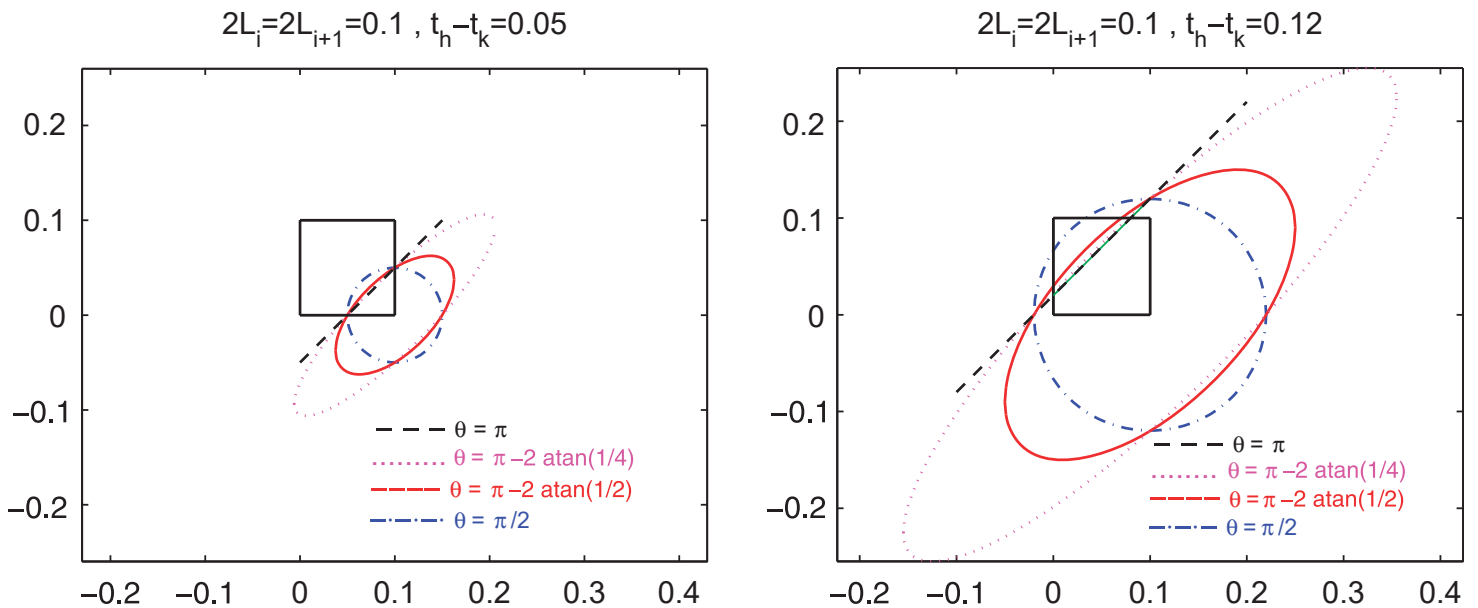 2L_i=2L_{i+1}=0.1 , t_h−t_k=0.05
0.2
0.1
0
−0.1
−0.2
θ = π
θ = π −2 atan(1/4)
θ = π −2 atan(1/2)
θ = π /2
−0.2 −0.1 0 0.1 0.2 0.3 0.4
2L_i=2L_{i+1}=0.1 , t_h−t_k=0.12
0.2
0.1
0
−0.1
−0.2
θ = π
θ = π −2 atan(1/4)
θ = π −2 atan(1/2)
θ = π /2
−0.2 −0.1 0 0.1 0.2 0.3 0.4